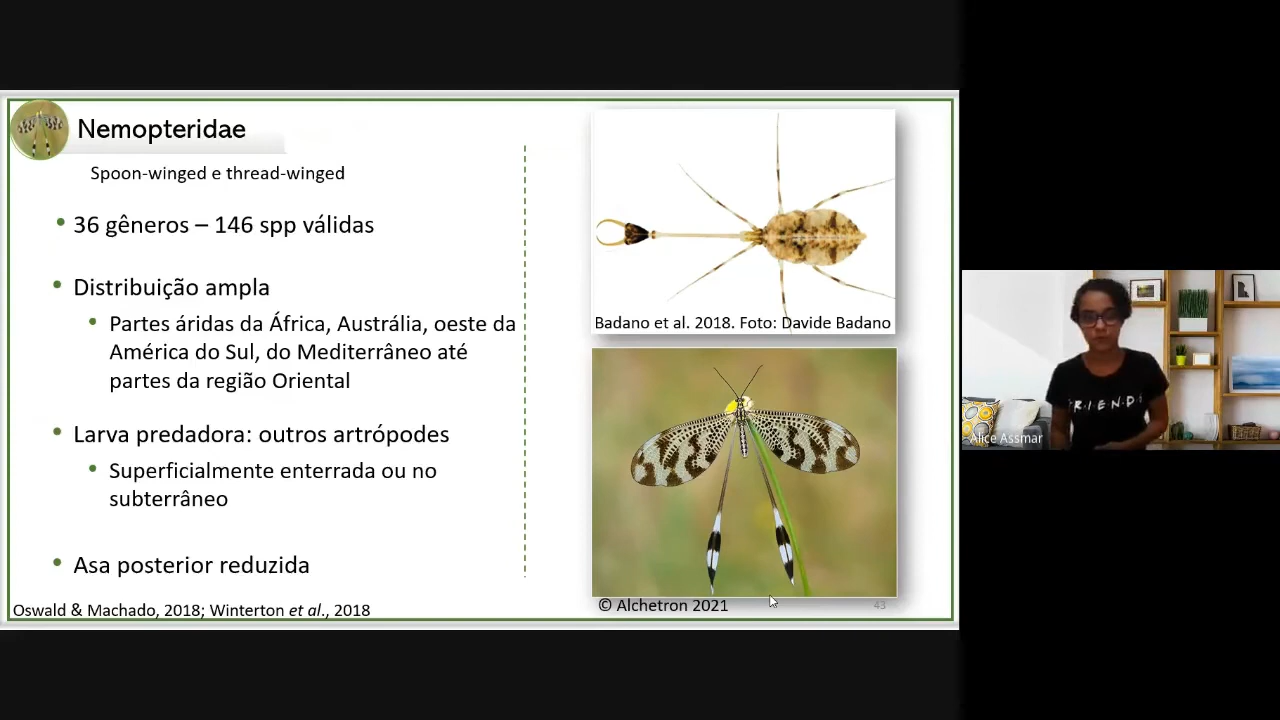 Nemopteridae
Spoon-winged e thread-winged
• 36 gêneros – 146 spp válidas
• Distribuição ampla
• Partes áridas da África, Austrália, oeste da
América do Sul, do Mediterrâneo até
partes da região Oriental
• Larva predadora: outros artrópodes
• Superficialmente enterrada ou no
subterrâneo
• Asa posterior reduzida
Oswald & Machado, 2018; Winterton et al., 2018
Badano et al. 2018. Foto: Davide Badano
© Alchetron 2021
43
F·R·I·E·N·D·S
Alice Assmar